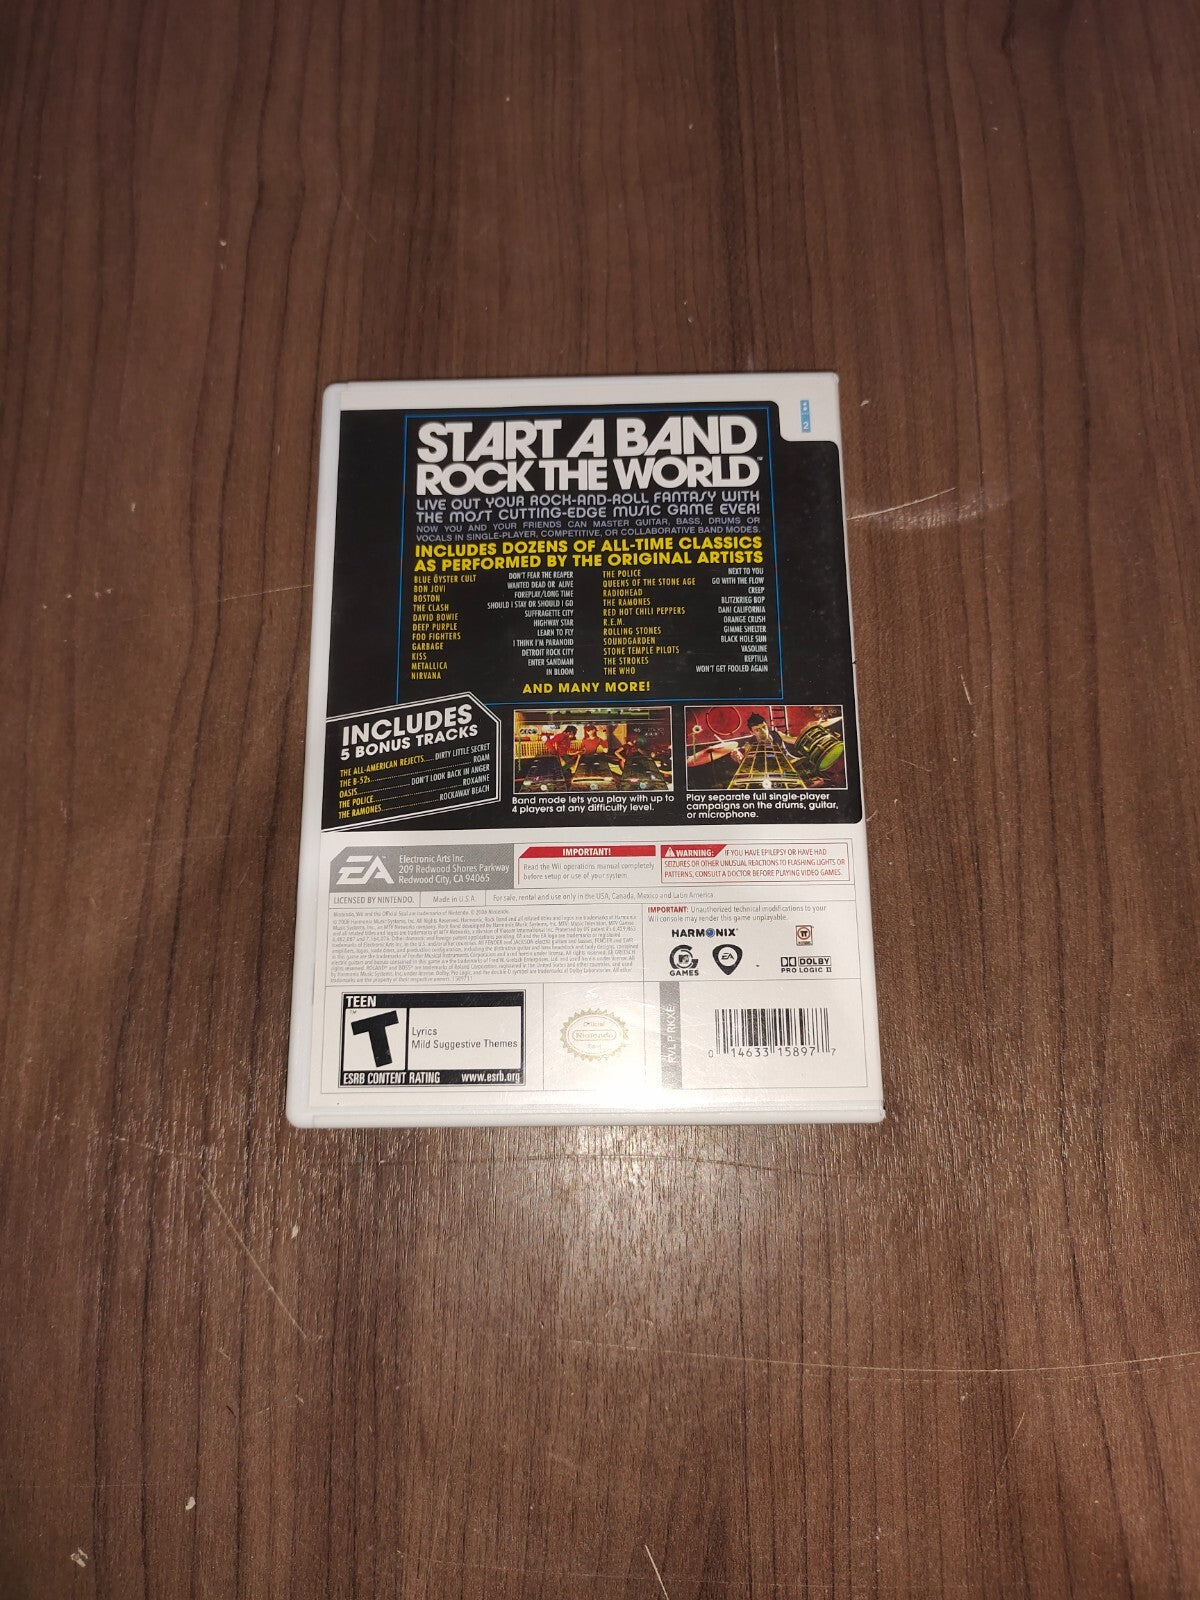 START A BAND
ROCK THE WORLD™
LIVE OUT YOUR ROCK-AND-ROLL FANTASY WITH
THE MOST CUTTING-EDGE MUSIC GAME EVER!
NOW YOU AND YOUR FRIENDS CAN MASTER GUITAR, BASS, DRUMS OR
VOCALS IN SINGLE-PLAYER, COMPETITIVE, OR COLLABORATIVE BAND MODES.
INCLUDES DOZENS OF ALL-TIME CLASSICS
AS PERFORMED BY THE ORIGINAL ARTISTS
BLUE ÖYSTER CULT DON'T FEAR THE REAPER
BON JOVI WANTED DEAD OR ALIVE
BOSTON FOREPLAY/LONG TIME
THE CLASH SHOULD I STAY OR SHOULD I GO
DAVID BOWIE SUFFRAGETTE CITY
DEEP PURPLE HIGHWAY STAR
FOO FIGHTERS LEARN TO FLY
GARBAGE I THINK I'M PARANOID
KISS DETROIT ROCK CITY
METALLICA ENTER SANDMAN
NIRVANA IN BLOOM
THE POLICE NEXT TO YOU
QUEENS OF THE STONE AGE GO WITH THE FLOW
RADIOHEAD CREEP
THE RAMONES BLITZKRIEG BOP
RED HOT CHILI PEPPERS DANI CALIFORNIA
R.E.M. ORANGE CRUSH
ROLLING STONES GIMME SHELTER
SOUNDGARDEN BLACK HOLE SUN
STONE TEMPLE PILOTS VASOLINE
THE STROKES REPTILIA
THE WHO WON'T GET FOOLED AGAIN
AND MANY MORE!
INCLUDES
5 BONUS TRACKS
THE ALL-AMERICAN REJECTS..... DIRTY LITTLE SECRET
THE B-52s..... ROAM
OASIS..... DON'T LOOK BACK IN ANGER
THE POLICE..... ROXANNE
THE RAMONES..... ROCKAWAY BEACH
Band mode lets you play with up to
4 players at any difficulty level.
Play separate full single-player
campaigns on the drums, guitar,
or microphone.
2
EA
Electronic Arts Inc.
209 Redwood Shores Parkway
Redwood City, CA 94065
IMPORTANT!
Read the Wii operations manual completely
before setup or use of your system.
WARNING: IF YOU HAVE EPILEPSY OR HAVE HAD
SEIZURES OR OTHER UNUSUAL REACTIONS TO FLASHING LIGHTS OR
PATTERNS, CONSULT A DOCTOR BEFORE PLAYING VIDEO GAMES.
LICENSED BY NINTENDO.
Made in U.S.A.
For sale, rental and use only in the USA, Canada, Mexico and Latin America
IMPORTANT: Unauthorized technical modifications to your
Wii console may render this game unplayable.
HARMONIX
GAMES
EA
DOLBY
PRO LOGIC II
TEEN
T
Lyrics
Mild Suggestive Themes
ESRB CONTENT RATING www.esrb.org
Official
Nintendo
Seal
RVL P RKXE
0 14633 15897 7